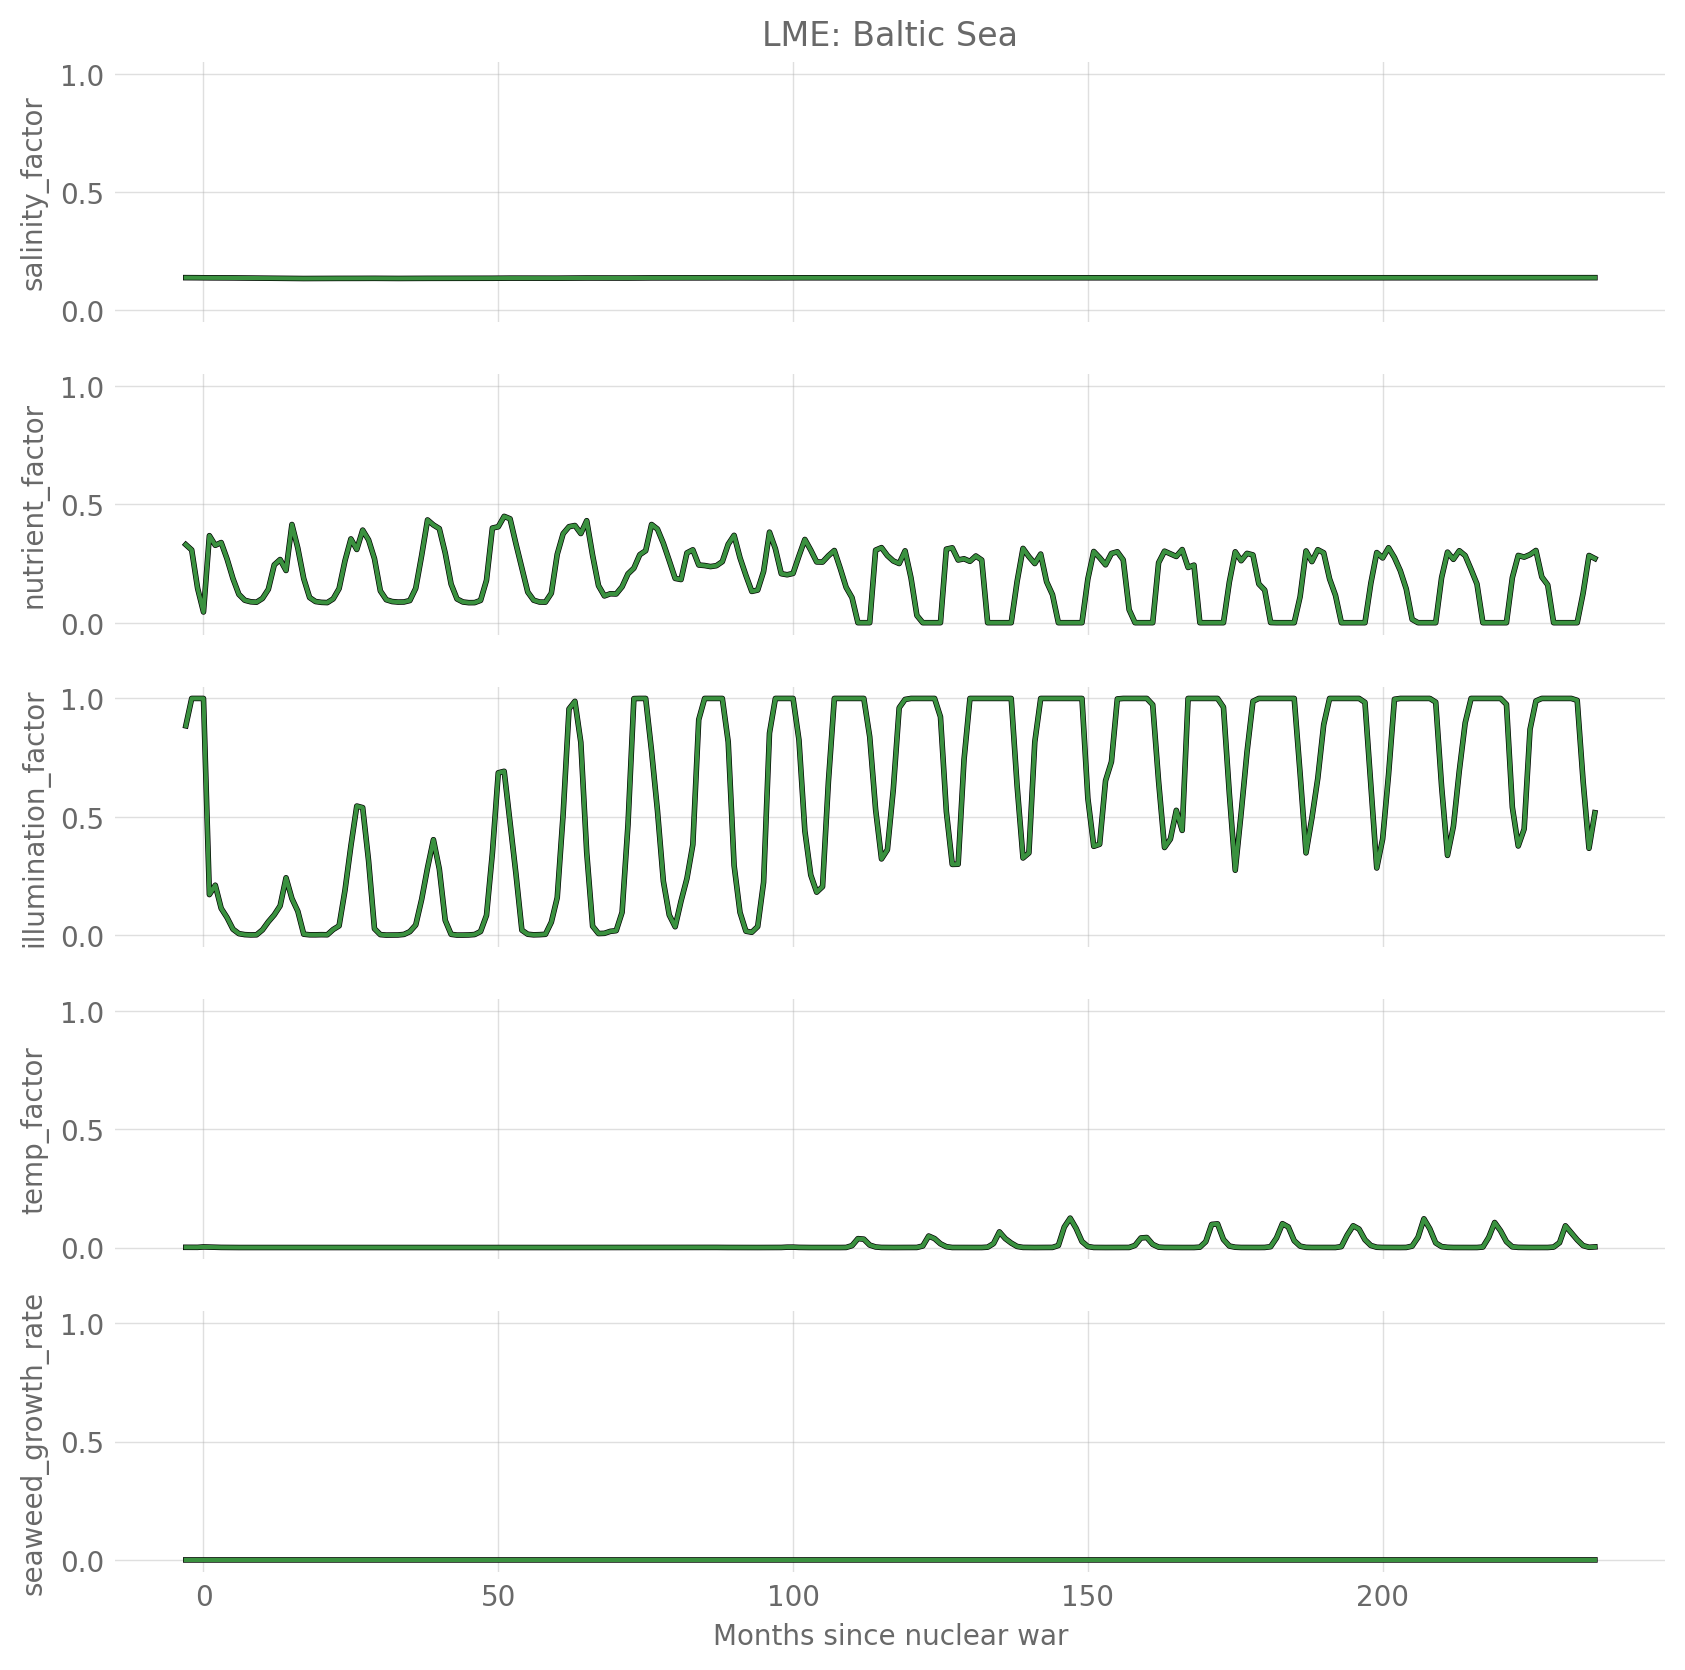 LME: Baltic Sea
1.0
salinity_factor
0.5
0.0
1.0
nutrient_factor
0.5
0.0
1.0
illumination_factor
0.5
0.0
1.0
temp_factor
0.5
0.0
1.0
seaweed_growth_rate
0.5
0.0
0 50 100 150 200
Months since nuclear war